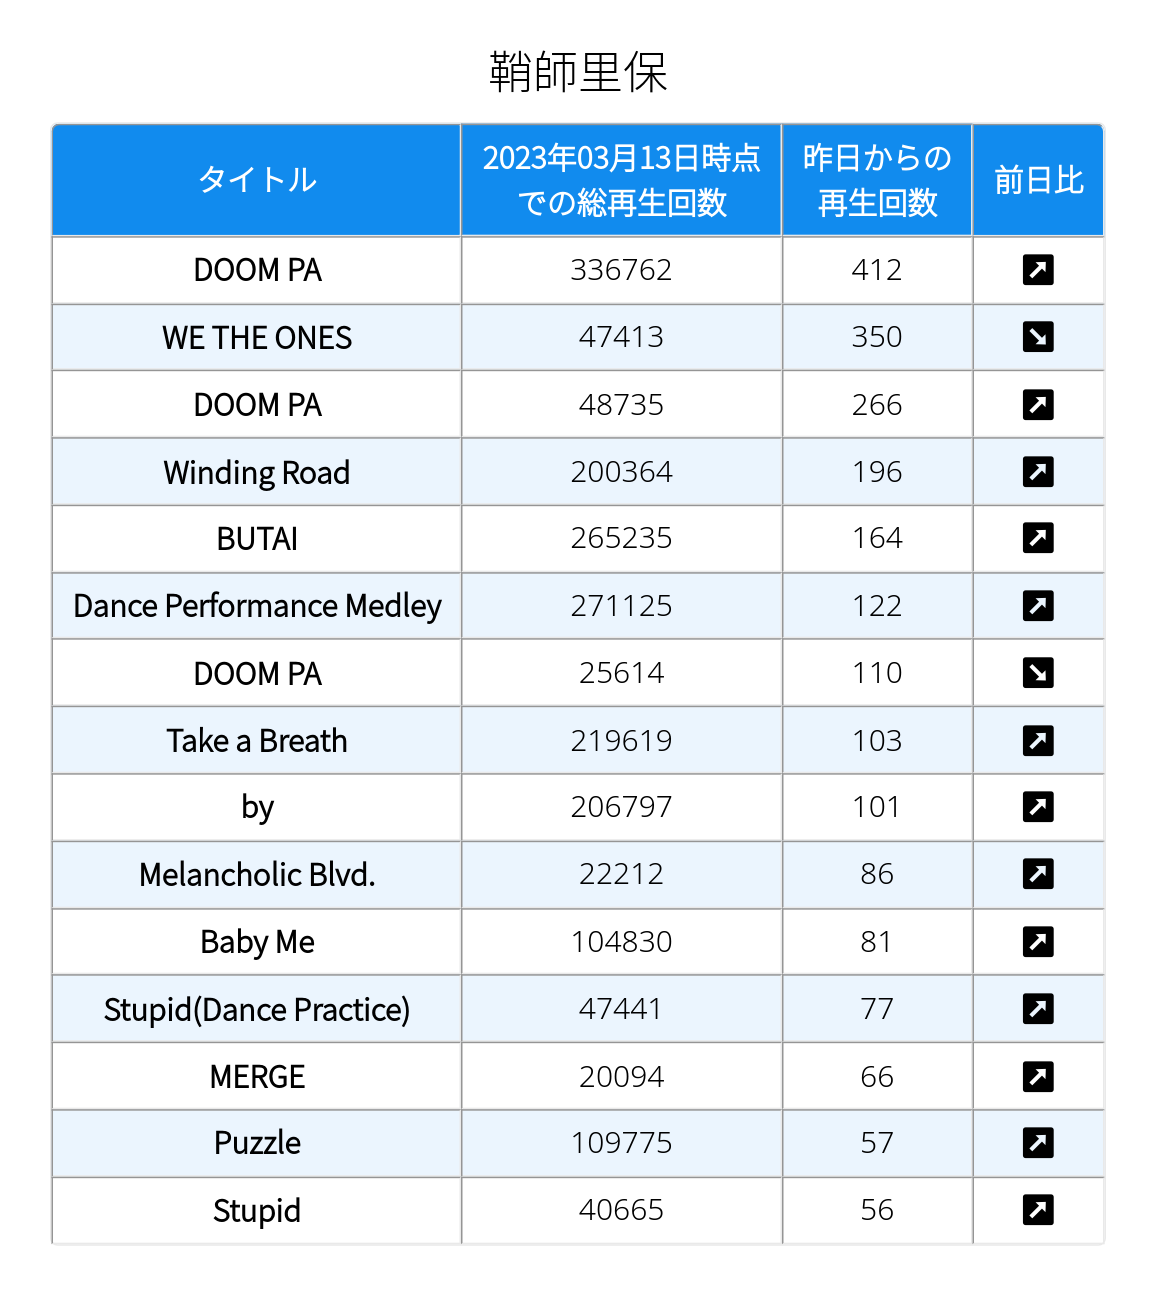 鞘師里保
タイトル 2023年03月13日時点での総再生回数 昨日からの再生回数 前日比
DOOM PA 336762 412 ↗
WE THE ONES 47413 350 ↘
DOOM PA 48735 266 ↗
Winding Road 200364 196 ↗
BUTAI 265235 164 ↗
Dance Performance Medley 271125 122 ↗
DOOM PA 25614 110 ↘
Take a Breath 219619 103 ↗
by 206797 101 ↗
Melancholic Blvd. 22212 86 ↗
Baby Me 104830 81 ↗
Stupid(Dance Practice) 47441 77 ↗
MERGE 20094 66 ↗
Puzzle 109775 57 ↗
Stupid 40665 56 ↗